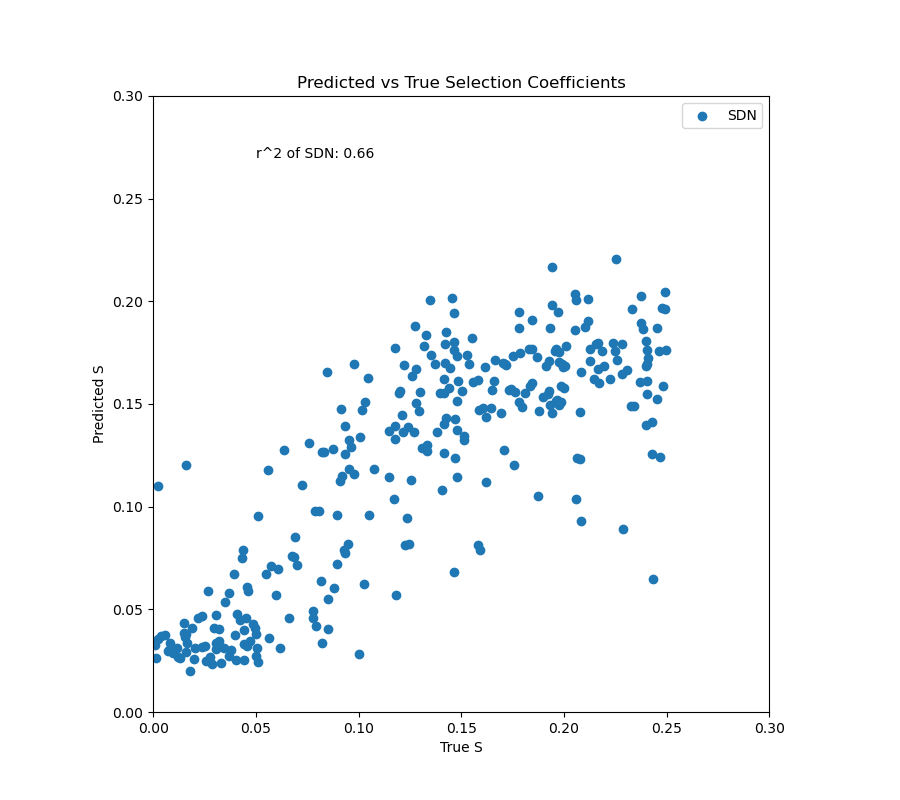 Predicted vs True Selection Coefficients
0.30
SDN
r^2 of SDN: 0.66
0.25
0.20
0.15
0.10
0.05
0.00
Predicted S
0.00 0.05 0.10 0.15 0.20 0.25 0.30
True S